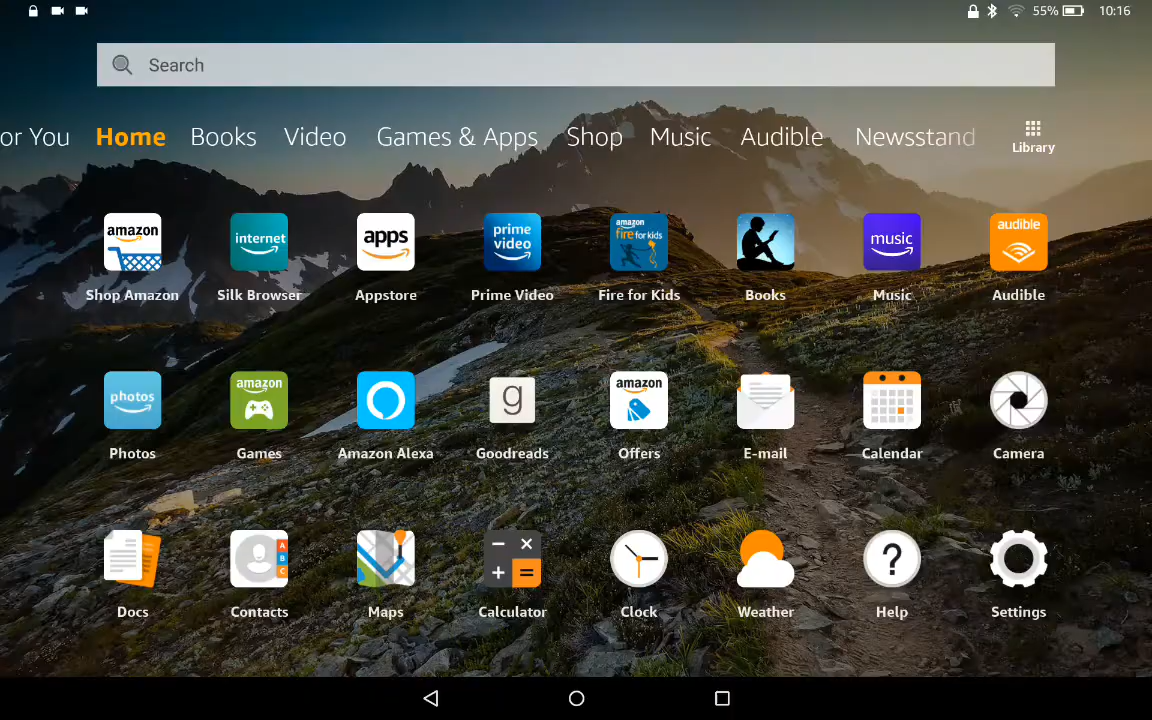 55% 10:16
Search
or You Home Books Video Games & Apps Shop Music Audible Newsstand Library
amazon internet apps prime video amazon fire for kids music audible
Shop Amazon Silk Browser Appstore Prime Video Fire for Kids Books Music Audible
photos amazon g amazon
Photos Games Amazon Alexa Goodreads Offers E-mail Calendar Camera
A B C − × + = ?
Docs Contacts Maps Calculator Clock Weather Help Settings